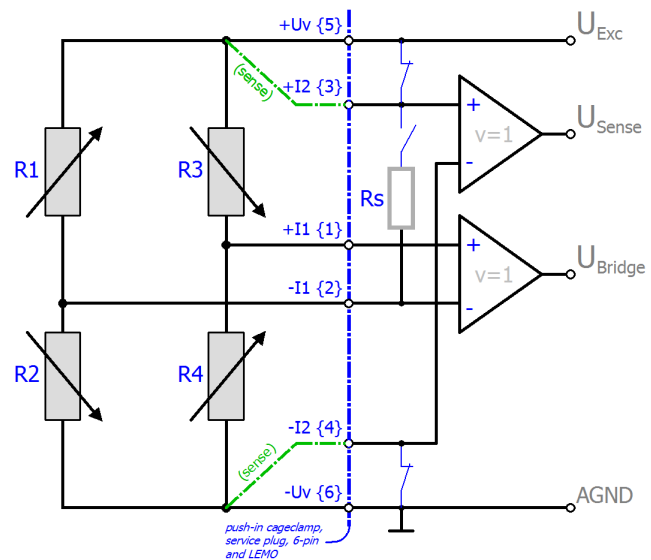 +Uv {5}
U Exc
(sense)
+I2 {3}
+
U Sense
v=1
-
R1
R3
Rs
+I1 {1}
+
U Bridge
v=1
-I1 {2}
-
R2
R4
-I2 {4}
(sense)
-Uv {6}
AGND
push-in cageclamp,
service plug, 6-pin
and LEMO